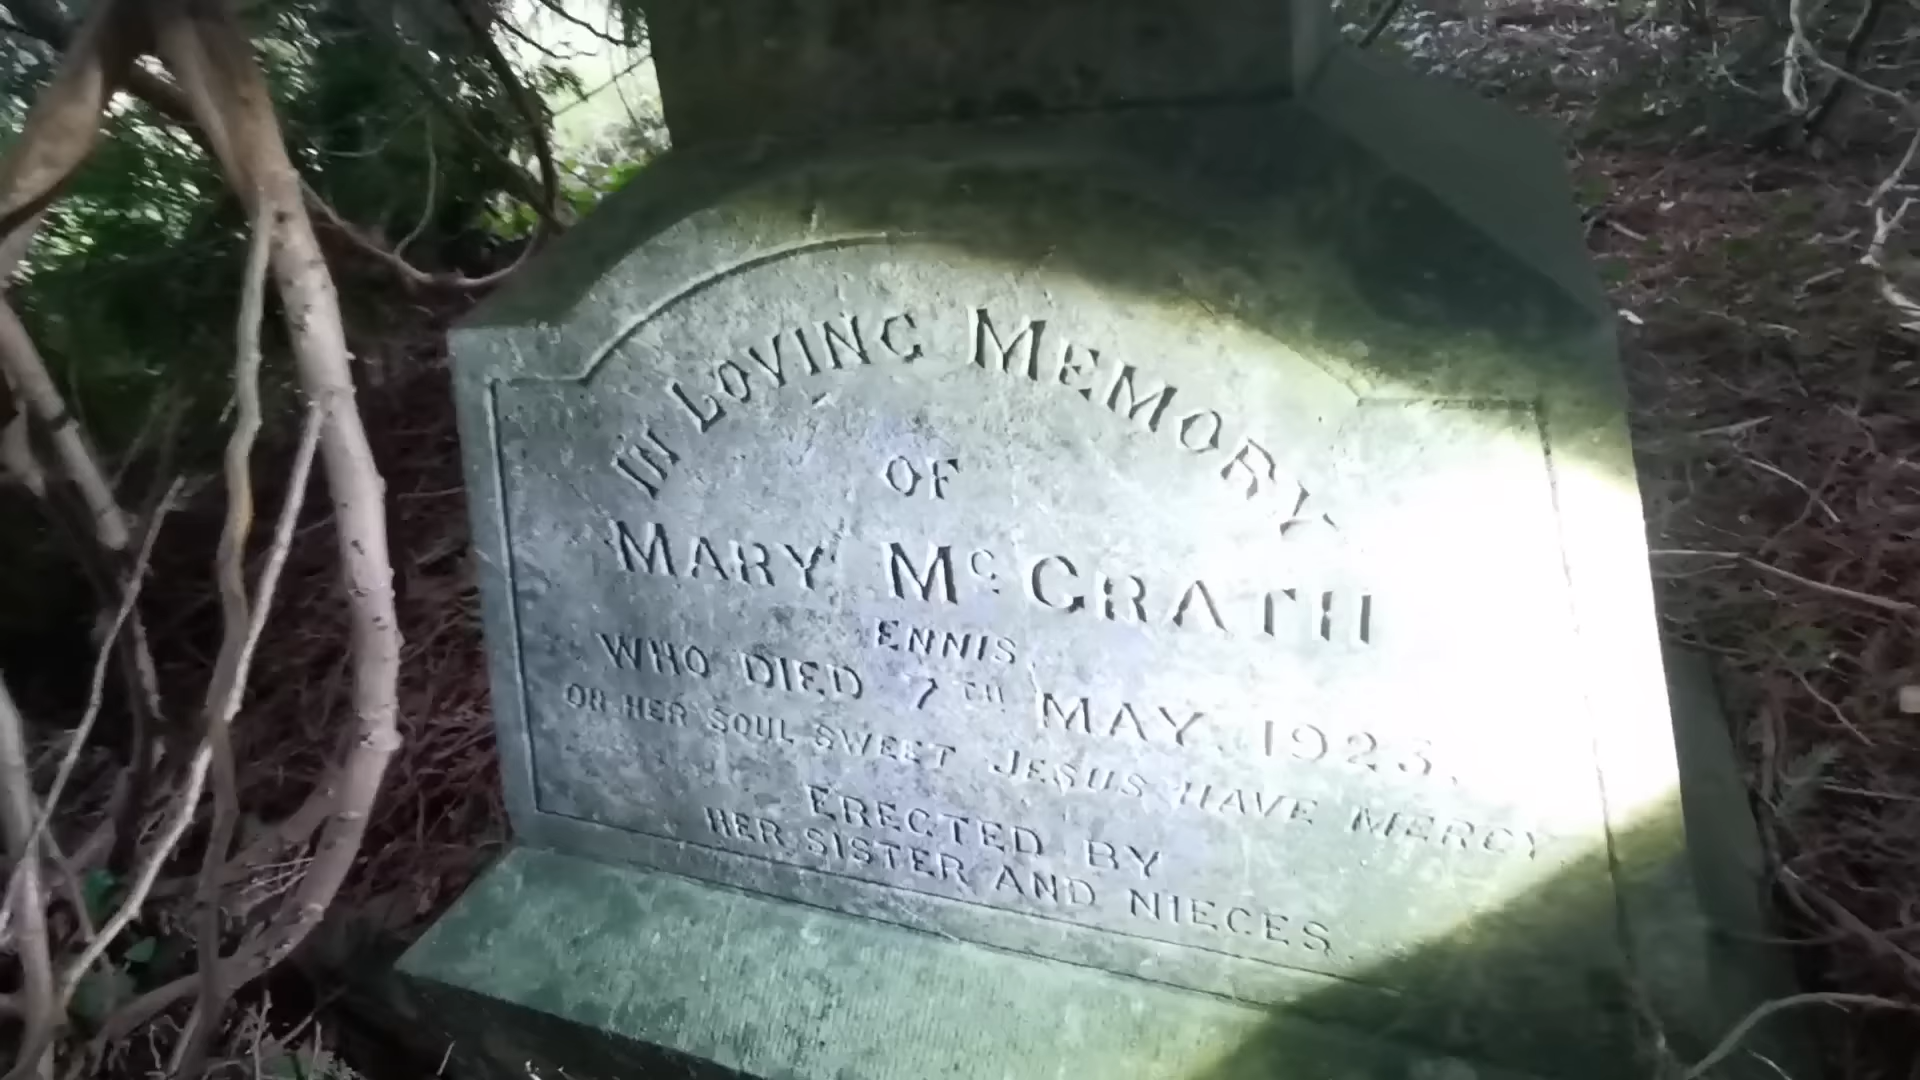 IN LOVING MEMORY
OF
MARY McGRATH
ENNIS.
WHO DIED 7TH MAY 1923.
ON HER SOUL SWEET JESUS HAVE MERCY
ERECTED BY
HER SISTER AND NIECES